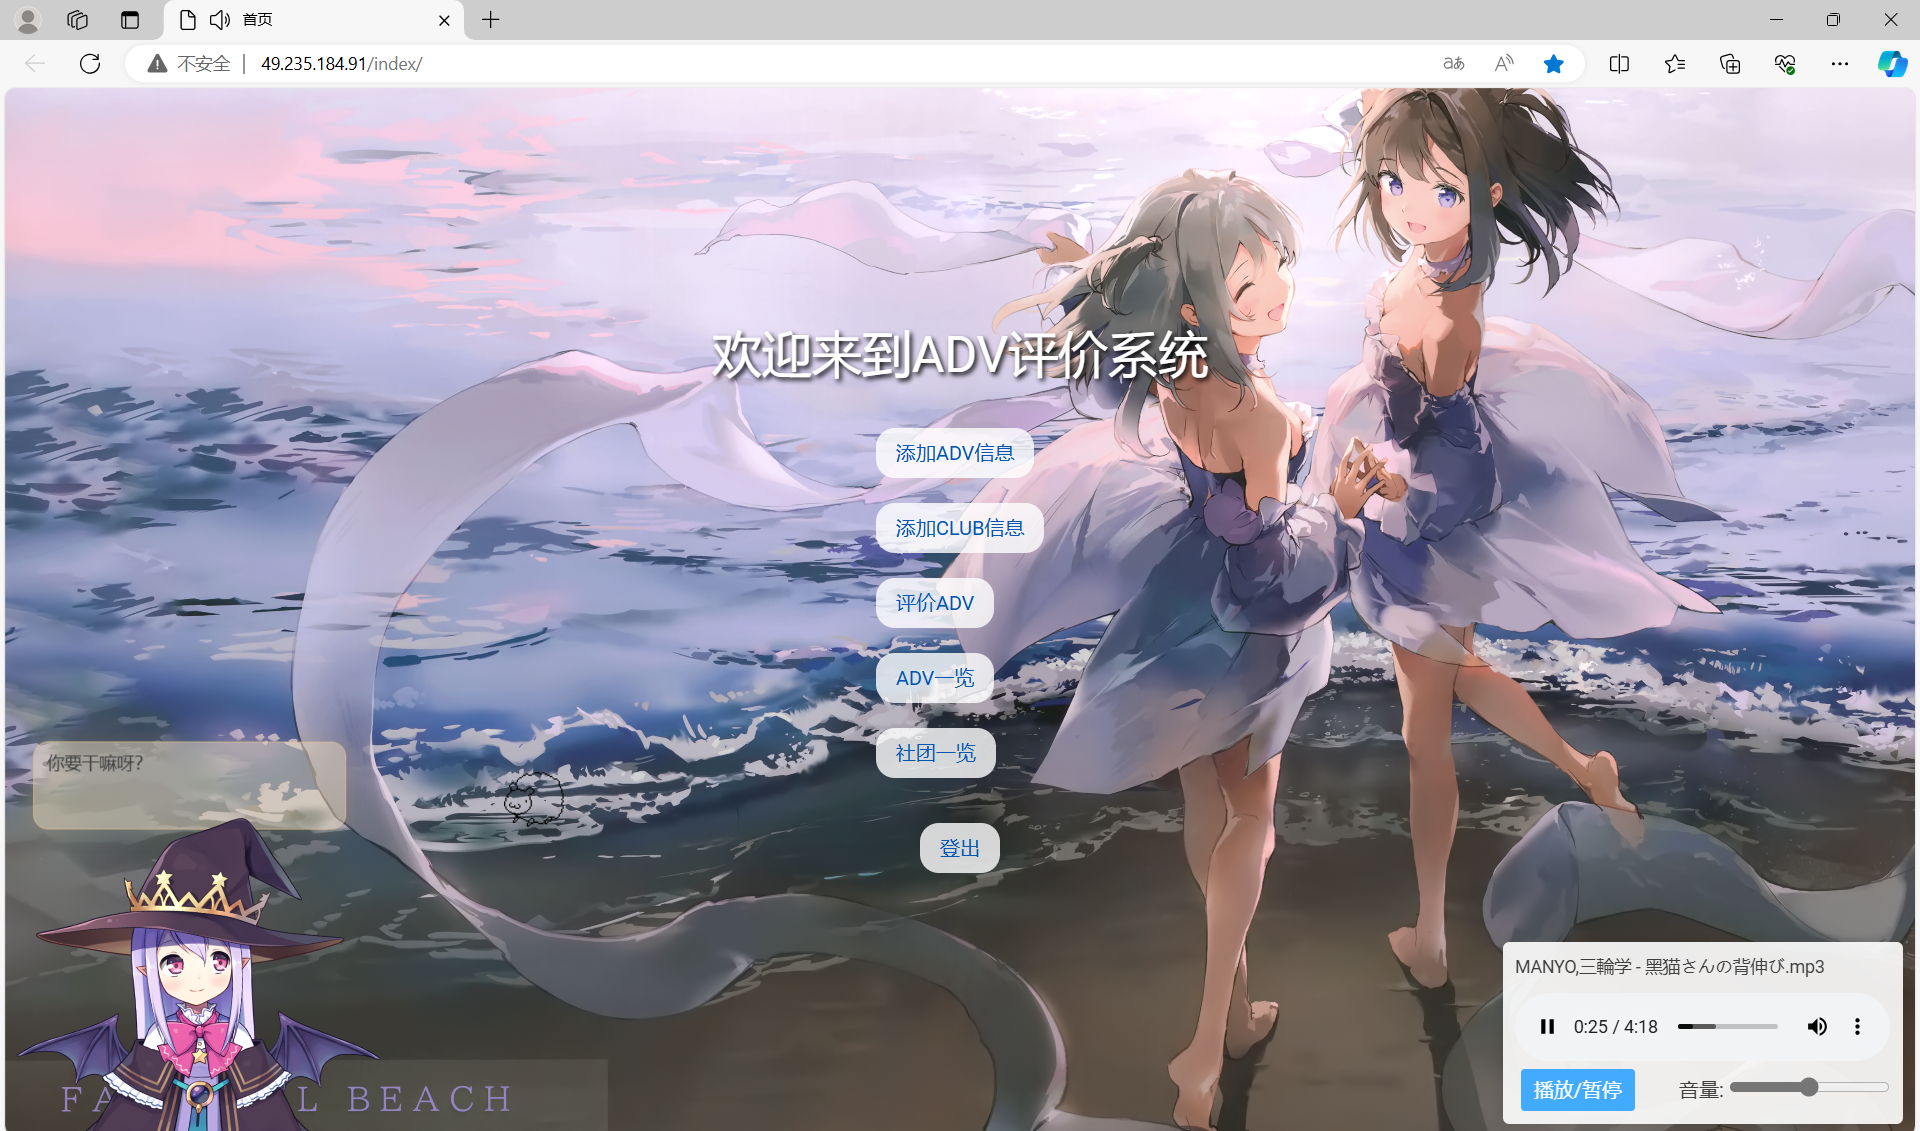 首页
不安全
49.235.184.91/index/
欢迎来到ADV评价系统
添加ADV信息
添加CLUB信息
评价ADV
ADV一览
社团一览
登出
你要干嘛呀?
MANYO,三輪学 - 黑猫さんの背伸び.mp3
0:25 / 4:18
播放/暂停
音量:
BEACH